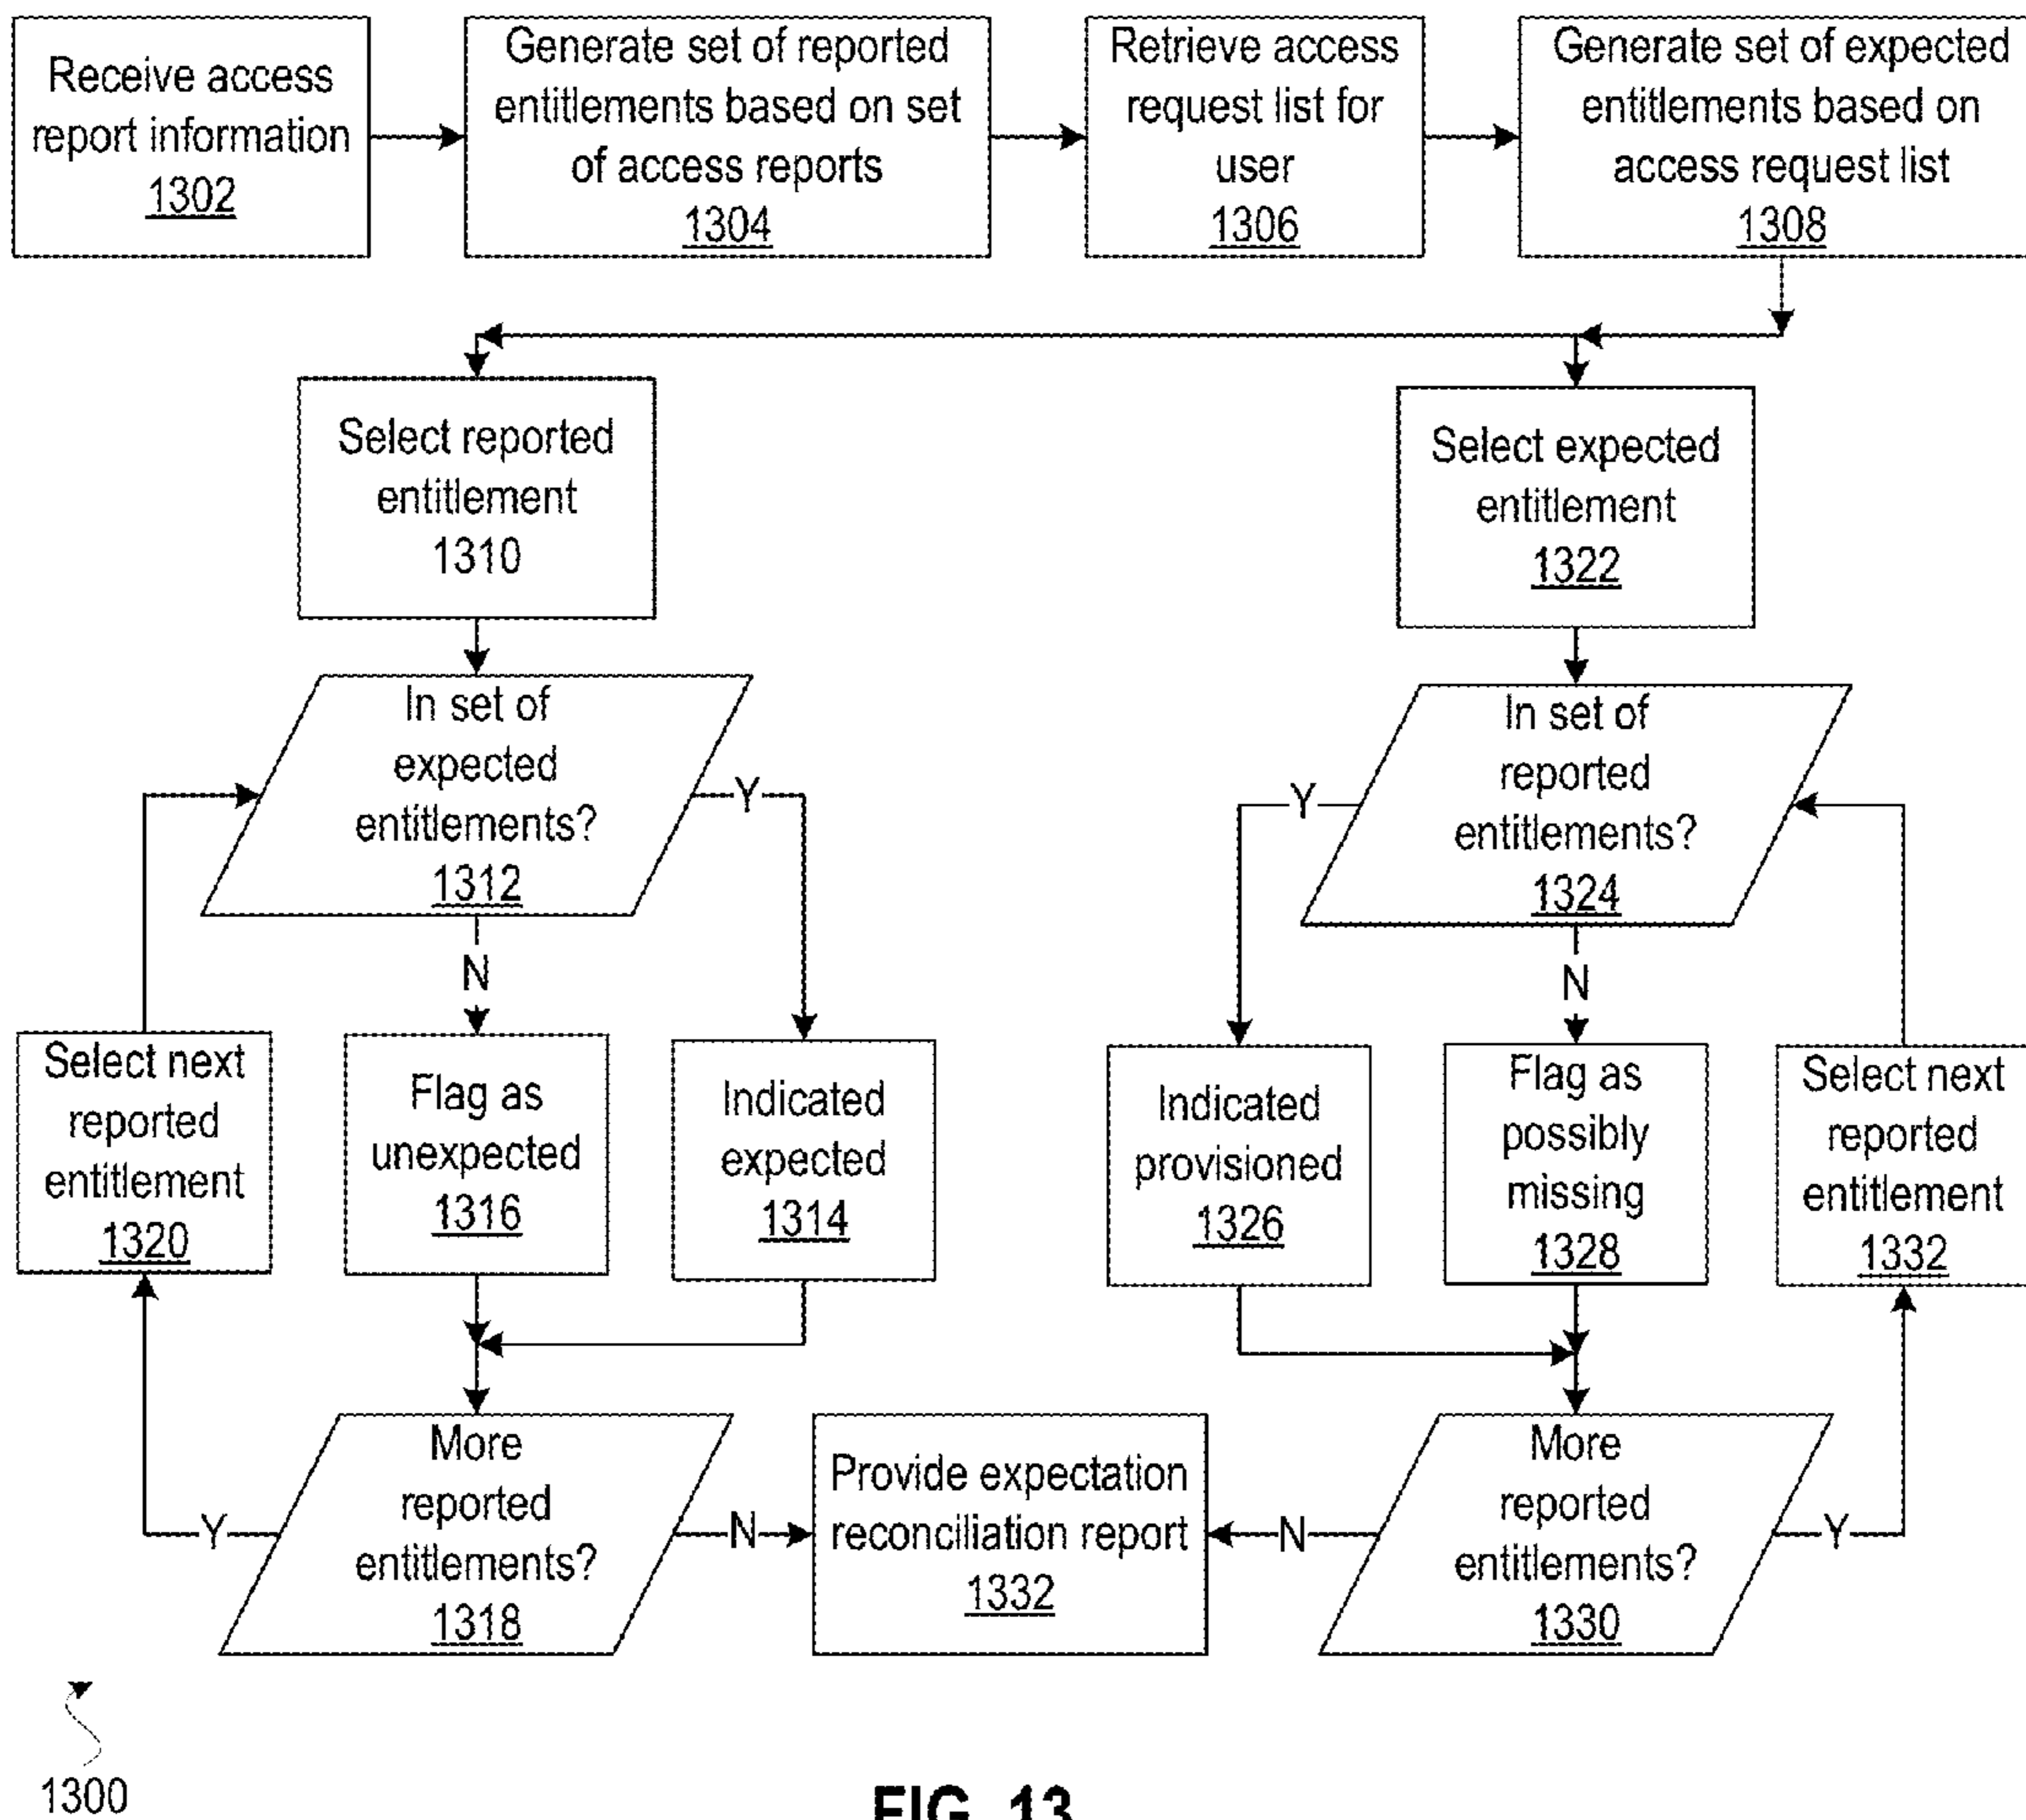 Receive access
report information
1302
Generate set of reported
entitlements based on set
of access reports
1304
Retrieve access
request list for
user
1306
Generate set of expected
entitlements based on
access request list
1308
Select reported
entitlement
1310
Select expected
entitlement
1322
In set of
expected
entitlements?
1312
Y
N
In set of
reported
entitlements?
1324
Y
N
Select next
reported
entitlement
1320
Flag as
unexpected
1316
Indicated
expected
1314
Indicated
provisioned
1326
Flag as
possibly
missing
1328
Select next
reported
entitlement
1332
More
reported
entitlements?
1318
Y
N
Provide expectation
reconciliation report
1332
More
reported
entitlements?
1330
N
Y
1300
FIG. 13